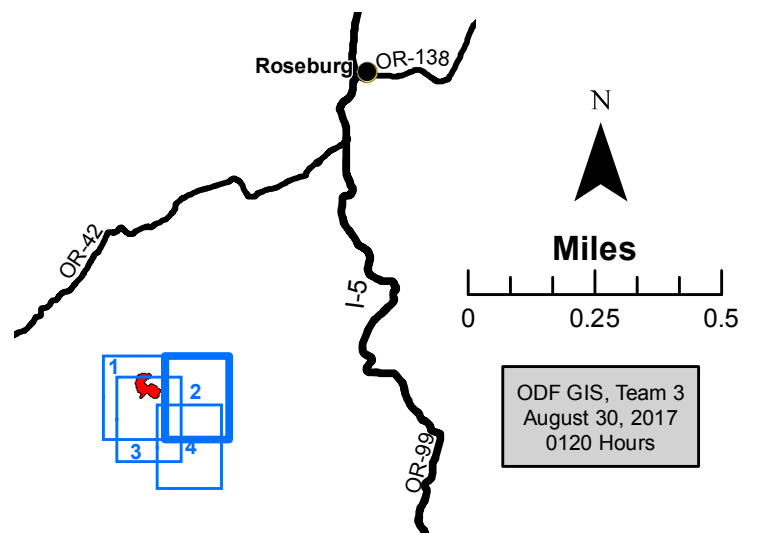 Roseburg
OR-138
N
OR-42
Miles
I-5
0 0.25 0.5
1
2
3
4
ODF GIS, Team 3
August 30, 2017
0120 Hours
OR-99